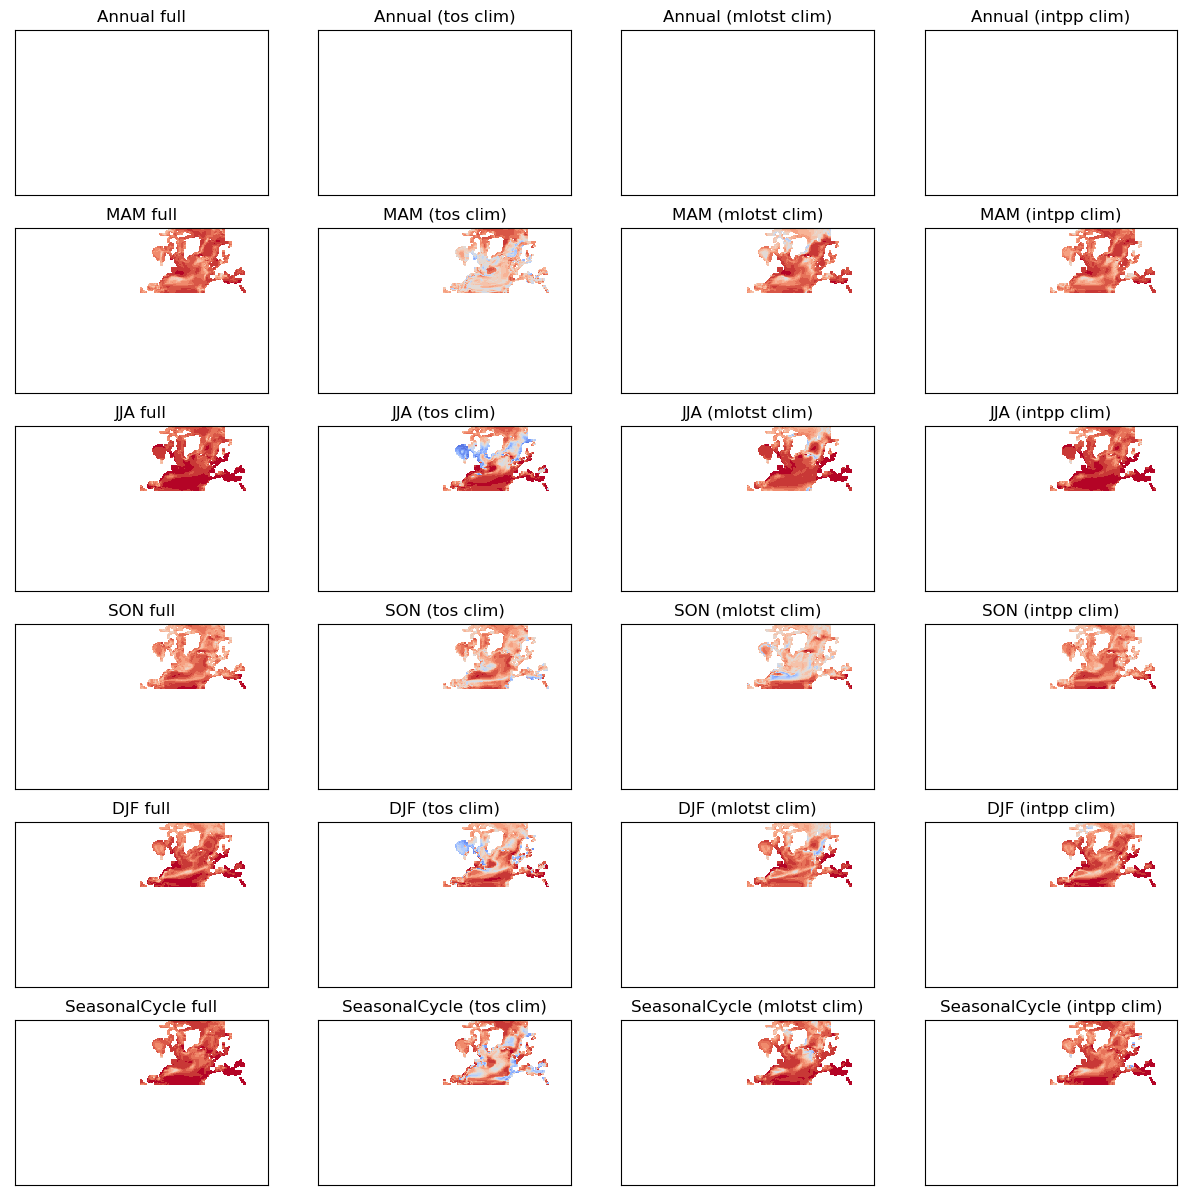 Annual full
Annual (tos clim)
Annual (mlotst clim)
Annual (intpp clim)
MAM full
MAM (tos clim)
MAM (mlotst clim)
MAM (intpp clim)
JJA full
JJA (tos clim)
JJA (mlotst clim)
JJA (intpp clim)
SON full
SON (tos clim)
SON (mlotst clim)
SON (intpp clim)
DJF full
DJF (tos clim)
DJF (mlotst clim)
DJF (intpp clim)
SeasonalCycle full
SeasonalCycle (tos clim)
SeasonalCycle (mlotst clim)
SeasonalCycle (intpp clim)